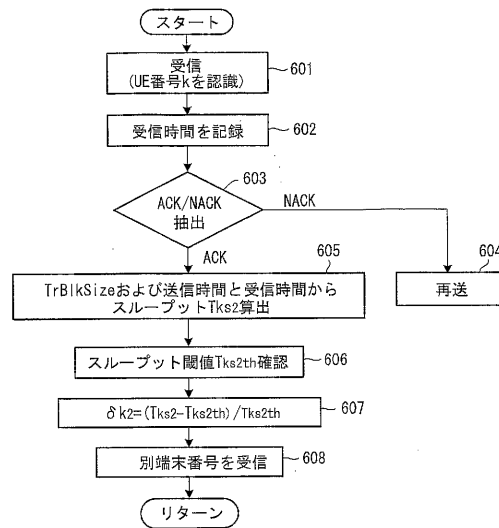 スタート
受信
(UE番号kを認識)
601
受信時間を記録
602
ACK/NACK
抽出
603
NACK
ACK
604
再送
605
TrBlkSizeおよび送信時間と受信時間から
スループットTks2算出
スループット閾値Tks2th確認
606
δk2=(Tks2-Tks2th)/Tks2th
607
別端末番号を受信
608
リターン